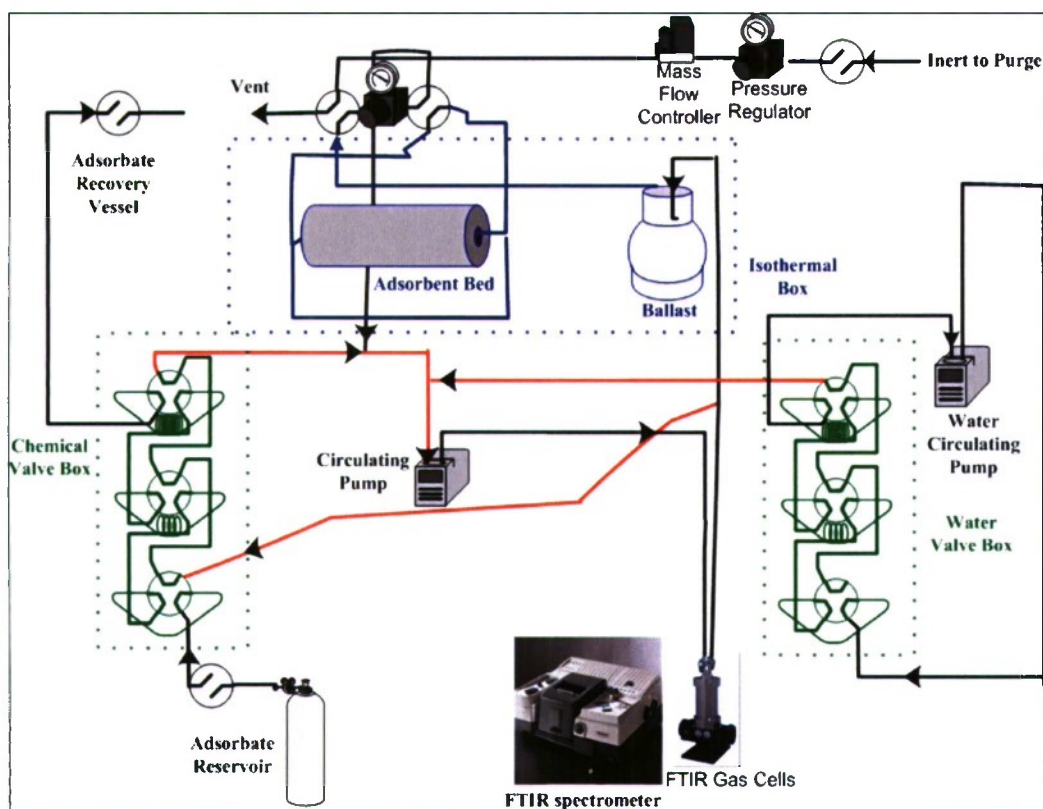 Inert to Purge
Mass
Flow
Controller
Pressure
Regulator
Vent
Adsorbate
Recovery
Vessel
Adsorbent Bed
Ballast
Isothermal
Box
Chemical
Valve Box
Circulating
Pump
Water
Circulating
Pump
Water
Valve Box
Adsorbate
Reservoir
FTIR Gas Cells
FTIR spectrometer